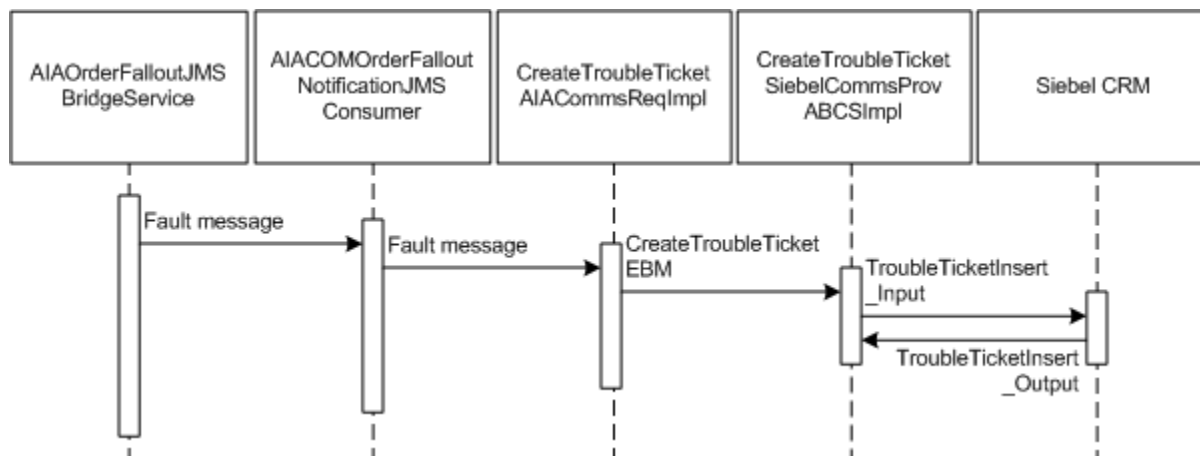 AIAOrderFalloutJMS
BridgeService
AIACOMOrderFallout
NotificationJMS
Consumer
CreateTroubleTicket
AIACommsReqImpl
CreateTroubleTicket
SiebelCommsProv
ABCSImpl
Siebel CRM
Fault message
Fault message
CreateTroubleTicket
EBM
TroubleTicketInsert
_Input
TroubleTicketInsert
_Output